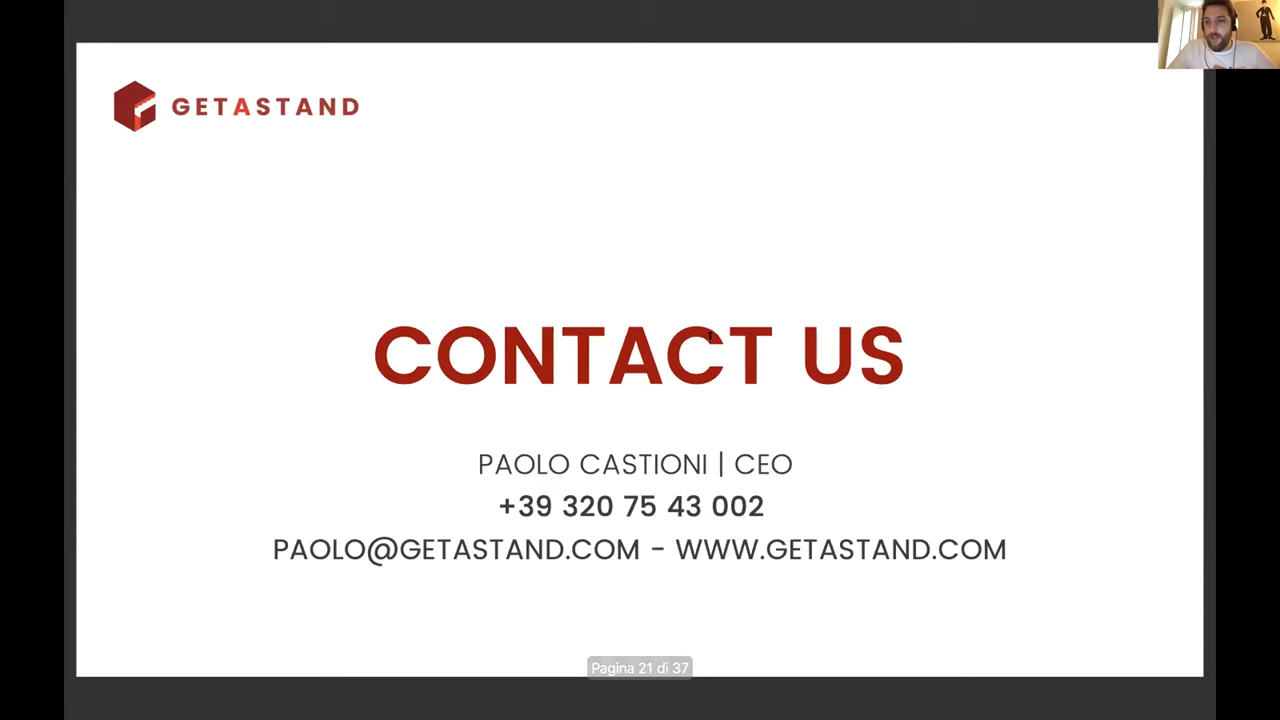 GETASTAND
CONTACT US
PAOLO CASTIONI | CEO
+39 320 75 43 002
PAOLO@GETASTAND.COM - WWW.GETASTAND.COM
Pagina 21 di 37